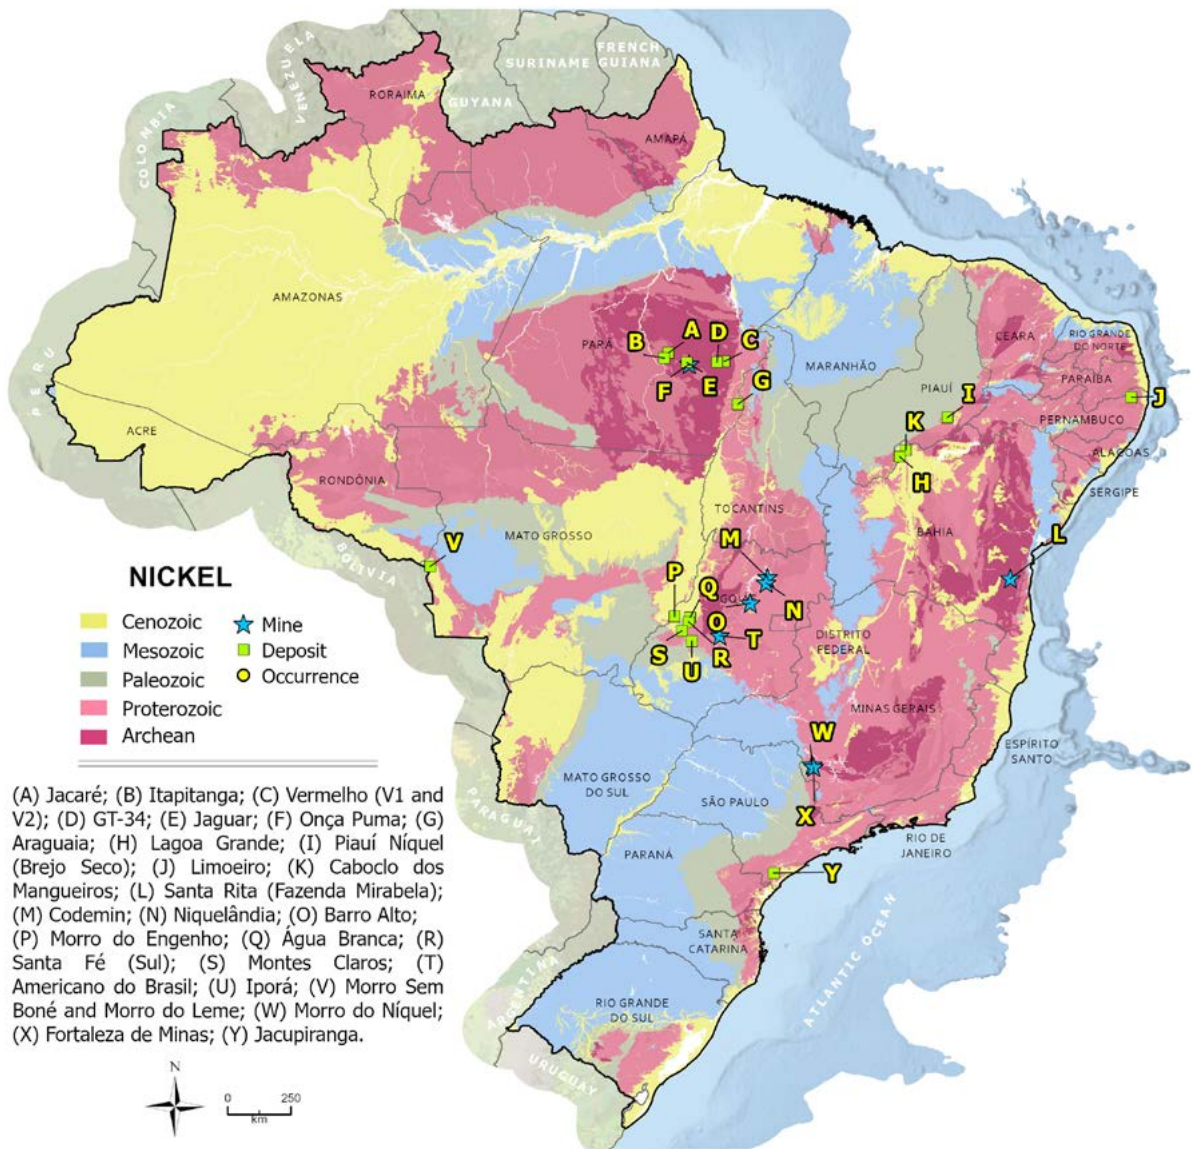 VENEZUELA
COLOMBIA
SURINAME
FRENCH
GUIANA
GUYANA
RORAIMA
AMAPÁ
AMAZONAS
PARÁ
MARANHÃO
CEARA
RIO GRANDE
DO NORTE
PARAÍBA
PIAUÍ
PERNAMBUCO
ALAGOAS
SERGIPE
BAHIA
PERU
ACRE
RONDÔNIA
MATO GROSSO
TOCANTINS
BOLIVIA
DISTRITO
FEDERAL
MINAS GERAIS
ESPÍRITO
SANTO
MATO GROSSO
DO SUL
SÃO PAULO
RIO DE
JANEIRO
PARAGUAI
PARANÁ
SANTA
CATARINA
ARGENTINA
RIO GRANDE
DO SUL
URUGUAY
ATLANTIC OCEAN
A
B
C
D
E
F
G
H
I
J
K
L
M
N
O
P
Q
R
S
T
U
V
W
X
Y
NICKEL
Cenozoic
Mesozoic
Paleozoic
Proterozoic
Archean
Mine
Deposit
Occurrence
(A) Jacaré; (B) Itapitanga; (C) Vermelho (V1 and
V2); (D) GT-34; (E) Jaguar; (F) Onça Puma; (G)
Araguaia; (H) Lagoa Grande; (I) Piauí Níquel
(Brejo Seco); (J) Limoeiro; (K) Caboclo dos
Mangueiros; (L) Santa Rita (Fazenda Mirabela);
(M) Codemin; (N) Niquelândia; (O) Barro Alto;
(P) Morro do Engenho; (Q) Água Branca; (R)
Santa Fé (Sul); (S) Montes Claros; (T)
Americano do Brasil; (U) Iporá; (V) Morro Sem
Boné and Morro do Leme; (W) Morro do Níquel;
(X) Fortaleza de Minas; (Y) Jacupiranga.
N
0 250
km